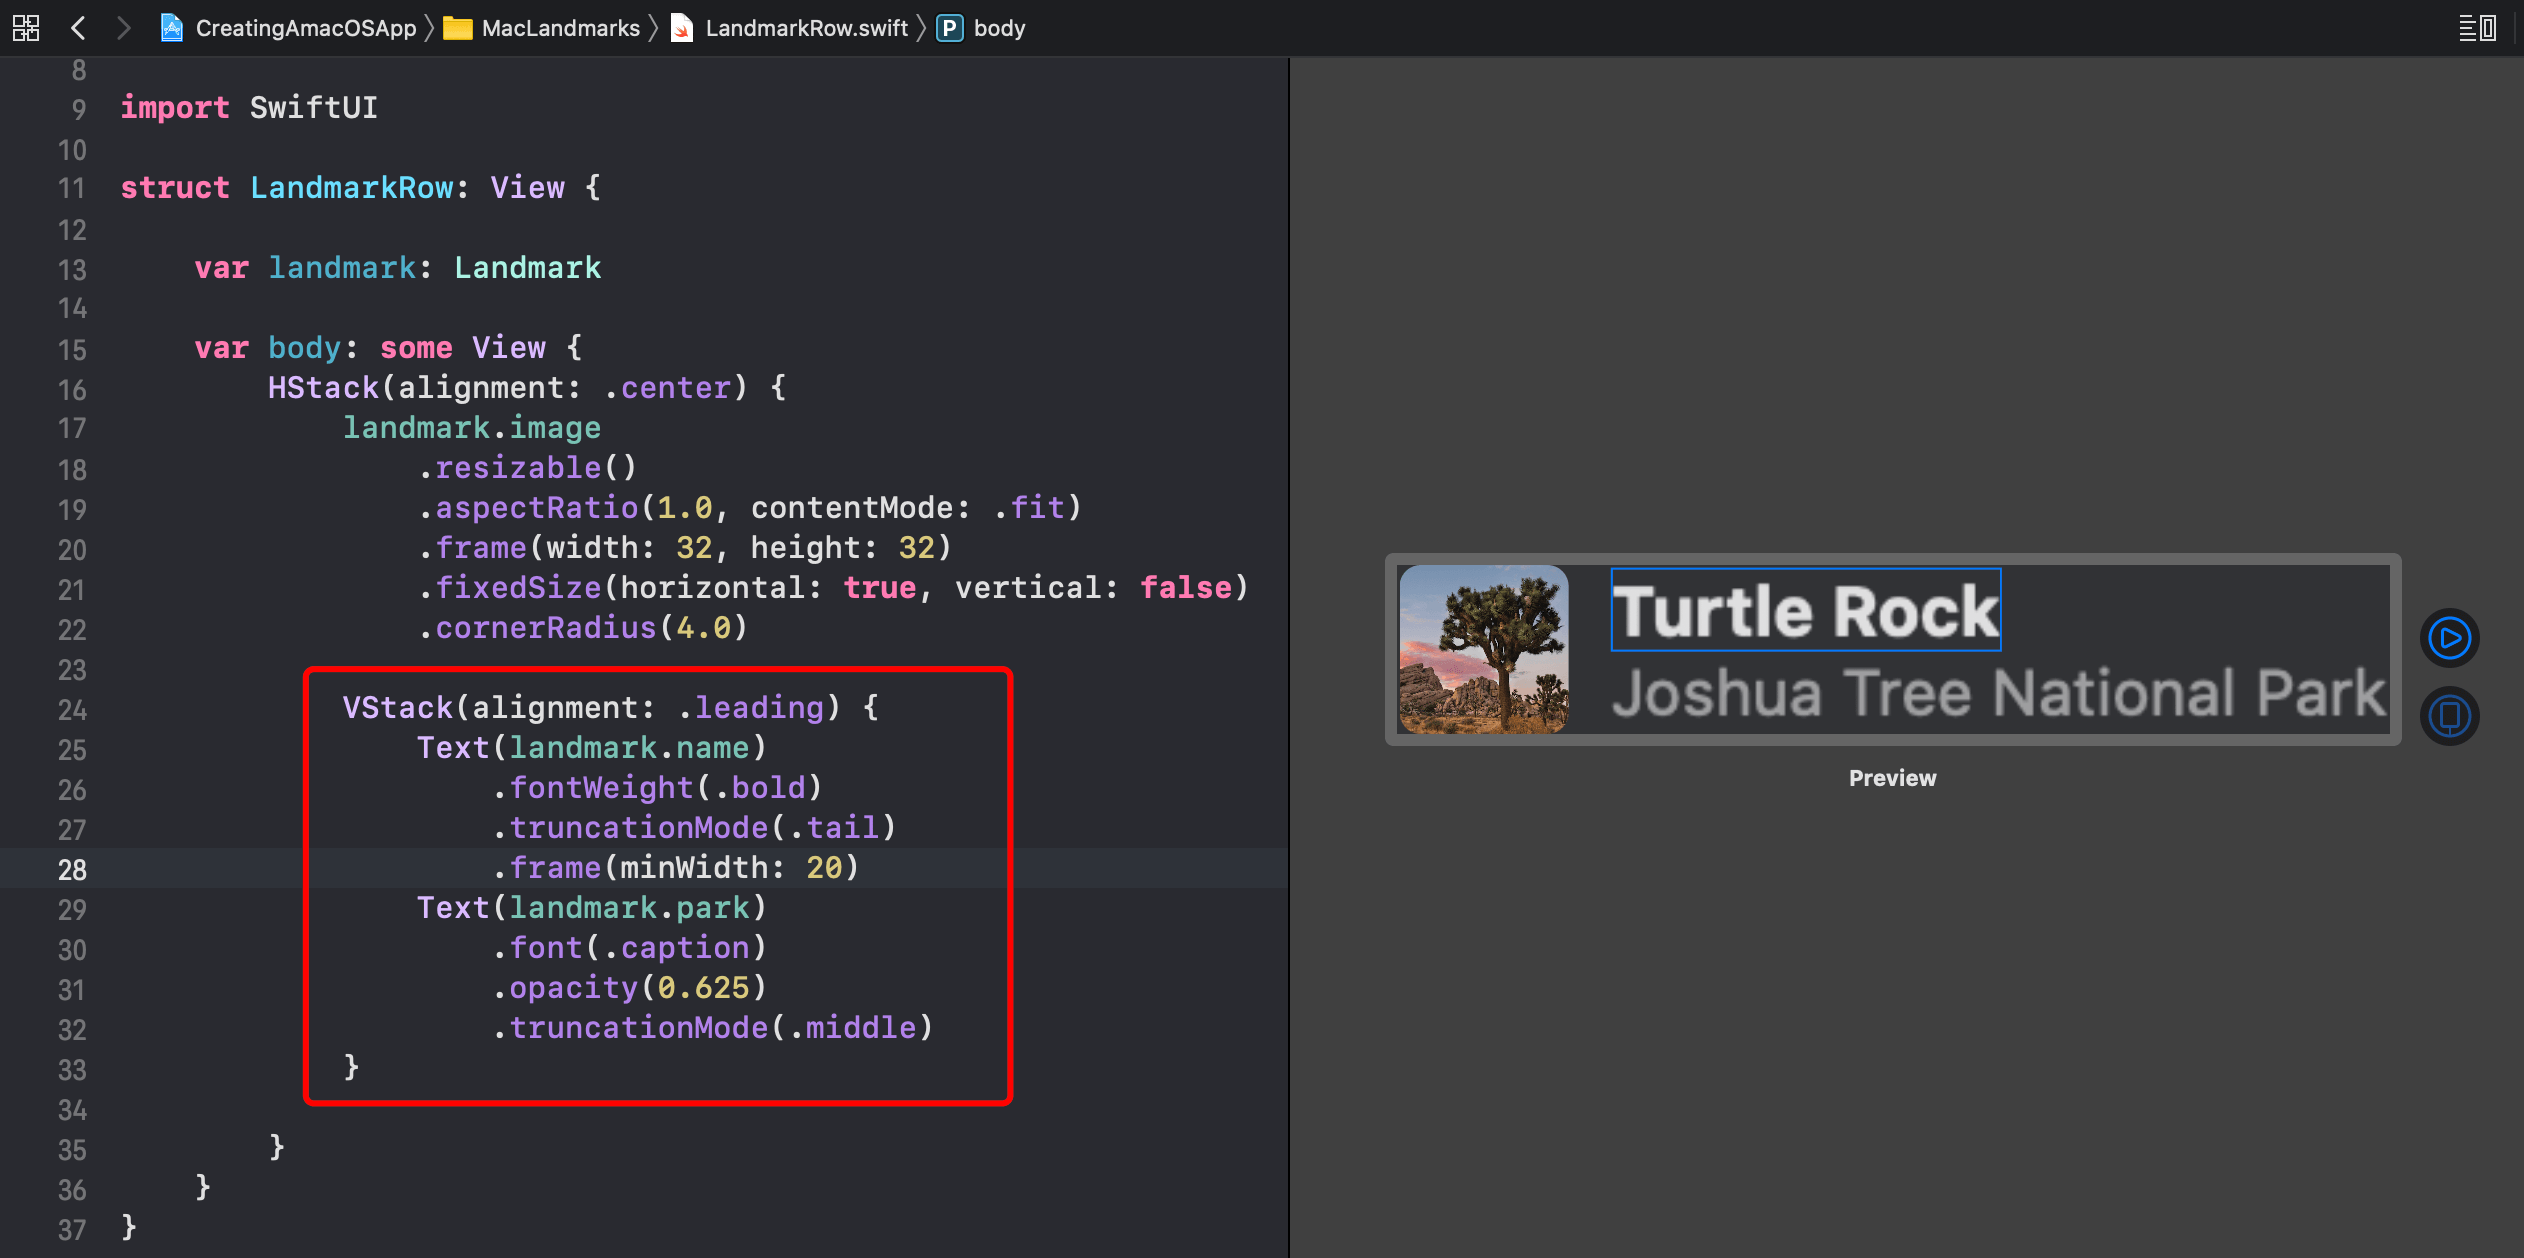 CreatingAmacOSApp MacLandmarks LandmarkRow.swift P body
8
9 import SwiftUI
10
11 struct LandmarkRow: View {
12
13 var landmark: Landmark
14
15 var body: some View {
16 HStack(alignment: .center) {
17 landmark.image
18 .resizable()
19 .aspectRatio(1.0, contentMode: .fit)
20 .frame(width: 32, height: 32)
21 .fixedSize(horizontal: true, vertical: false)
22 .cornerRadius(4.0)
23
24 VStack(alignment: .leading) {
25 Text(landmark.name)
26 .fontWeight(.bold)
27 .truncationMode(.tail)
28 .frame(minWidth: 20)
29 Text(landmark.park)
30 .font(.caption)
31 .opacity(0.625)
32 .truncationMode(.middle)
33 }
34
35 }
36 }
37 }
Turtle Rock
Joshua Tree National Park
Preview